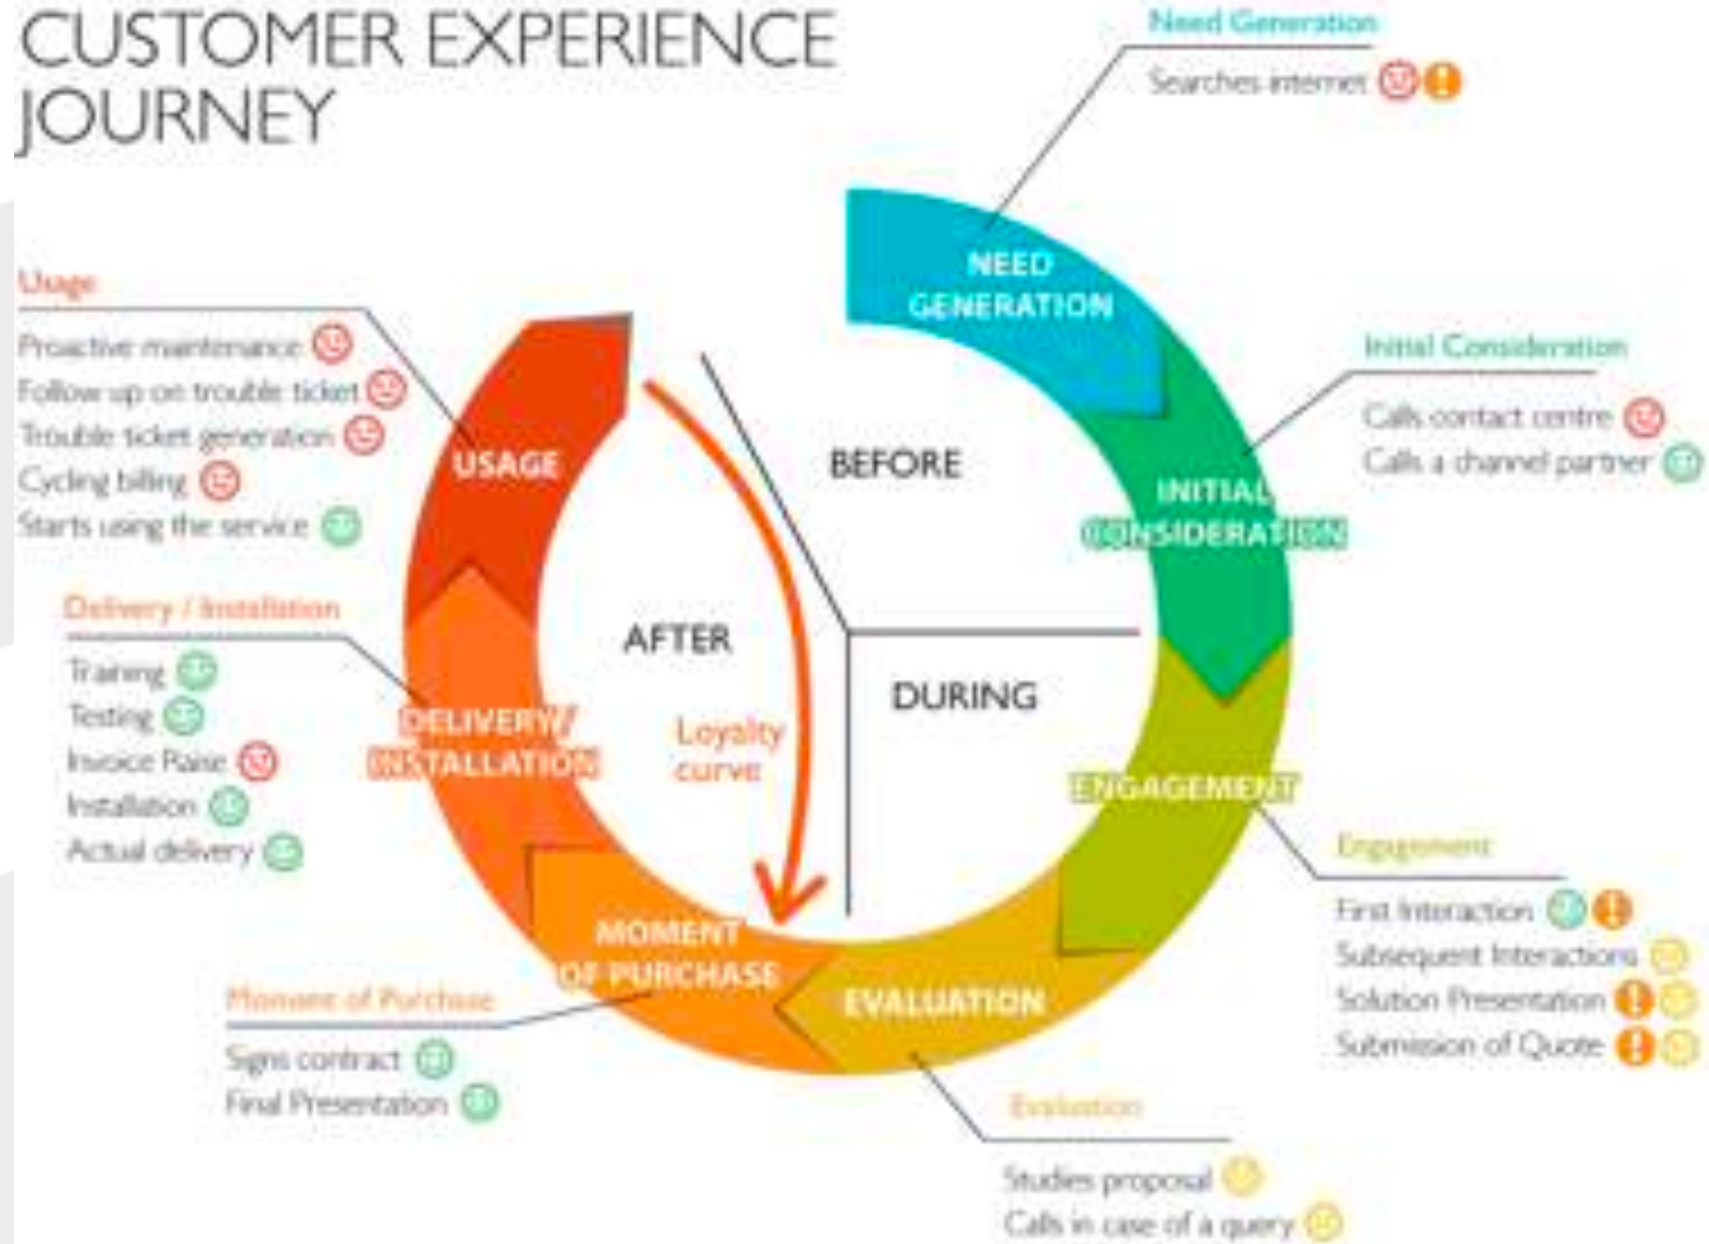 CUSTOMER EXPERIENCE
JOURNEY
Need Generation
Searches internet
NEED
GENERATION
Initial Consideration
Calls contact centre
Calls a channel partner
INITIAL
CONSIDERATION
BEFORE
DURING
AFTER
Loyalty
curve
ENGAGEMENT
Engagement
First Interaction
Subsequent Interactions
Solution Presentation
Submission of Quote
EVALUATION
Evaluation
Studies proposal
Calls in case of a query
MOMENT
OF PURCHASE
Moment of Purchase
Signs contract
Final Presentation
DELIVERY/
INSTALLATION
Delivery / Installation
Training
Testing
Invoice Raise
Installation
Actual delivery
USAGE
Usage
Proactive maintenance
Follow up on trouble ticket
Trouble ticket generation
Cycling billing
Starts using the service